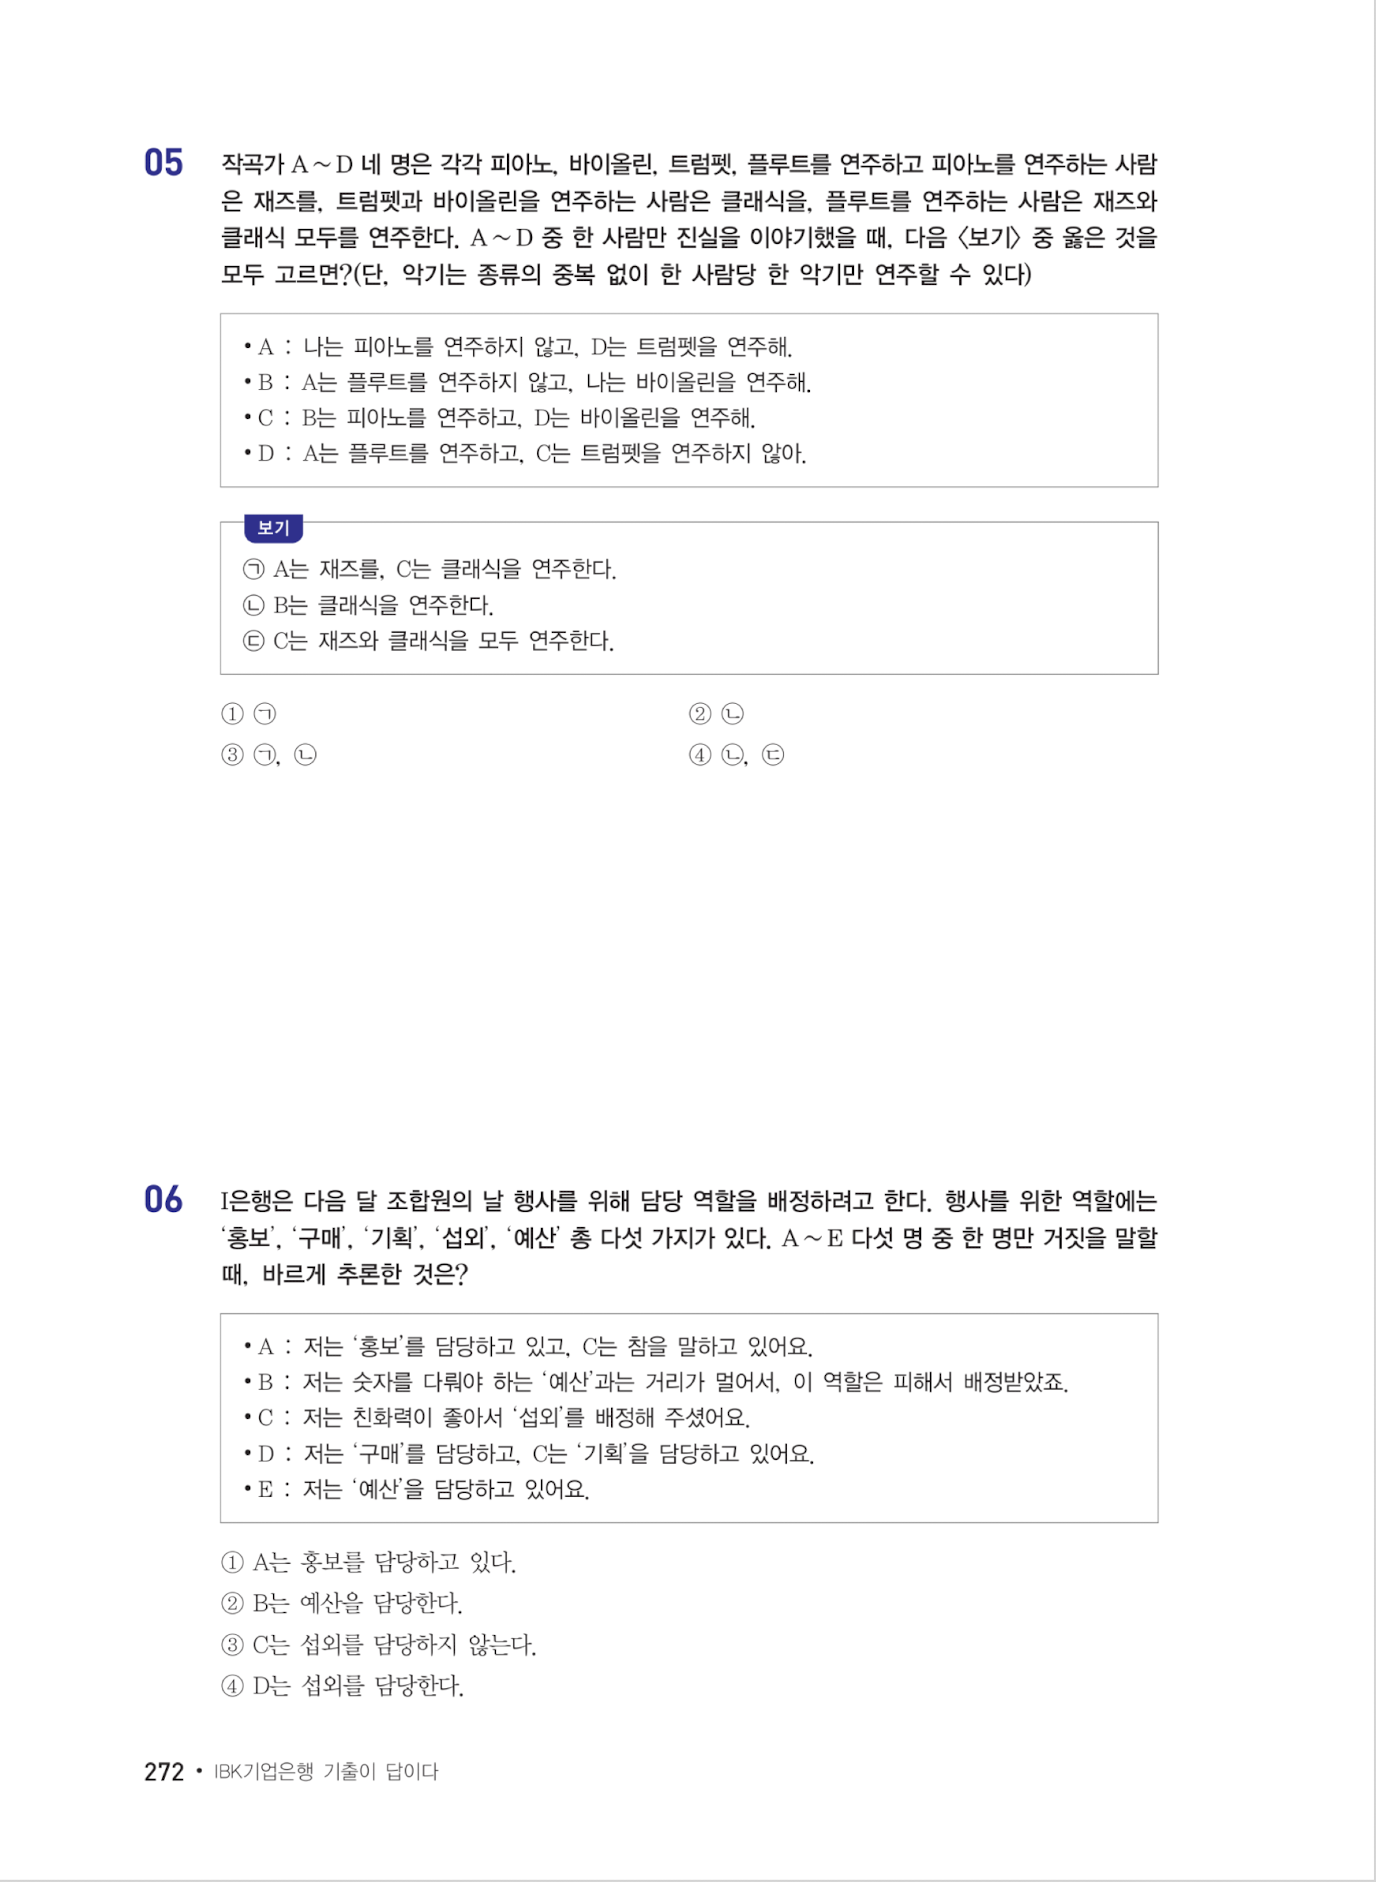 05
작곡가 A ~ D 네 명은 각각 피아노, 바이올린, 트럼펫, 플루트를 연주하고 피아노를 연주하는 사람
은 재즈를, 트럼펫과 바이올린을 연주하는 사람은 클래식을, 플루트를 연주하는 사람은 재즈와
클래식 모두를 연주한다. A ~ D 중 한 사람만 진실을 이야기했을 때, 다음 〈보기〉 중 옳은 것을
모두 고르면?(단, 악기는 종류의 중복 없이 한 사람당 한 악기만 연주할 수 있다)
• A : 나는 피아노를 연주하지 않고, D는 트럼펫을 연주해.
• B : A는 플루트를 연주하지 않고, 나는 바이올린을 연주해.
• C : B는 피아노를 연주하고, D는 바이올린을 연주해.
• D : A는 플루트를 연주하고, C는 트럼펫을 연주하지 않아.
보기
㉠ A는 재즈를, C는 클래식을 연주한다.
㉡ B는 클래식을 연주한다.
㉢ C는 재즈와 클래식을 모두 연주한다.
① ㉠ ② ㉡
③ ㉠, ㉡ ④ ㉡, ㉢
06
I은행은 다음 달 조합원의 날 행사를 위해 담당 역할을 배정하려고 한다. 행사를 위한 역할에는
‘홍보’, ‘구매’, ‘기획’, ‘섭외’, ‘예산’ 총 다섯 가지가 있다. A ~ E 다섯 명 중 한 명만 거짓을 말할
때, 바르게 추론한 것은?
• A : 저는 ‘홍보’를 담당하고 있고, C는 참을 말하고 있어요.
• B : 저는 숫자를 다뤄야 하는 ‘예산’과는 거리가 멀어서, 이 역할은 피해서 배정받았죠.
• C : 저는 친화력이 좋아서 ‘섭외’를 배정해 주셨어요.
• D : 저는 ‘구매’를 담당하고, C는 ‘기획’을 담당하고 있어요.
• E : 저는 ‘예산’을 담당하고 있어요.
① A는 홍보를 담당하고 있다.
② B는 예산을 담당한다.
③ C는 섭외를 담당하지 않는다.
④ D는 섭외를 담당한다.
272 • IBK기업은행 기출이 답이다